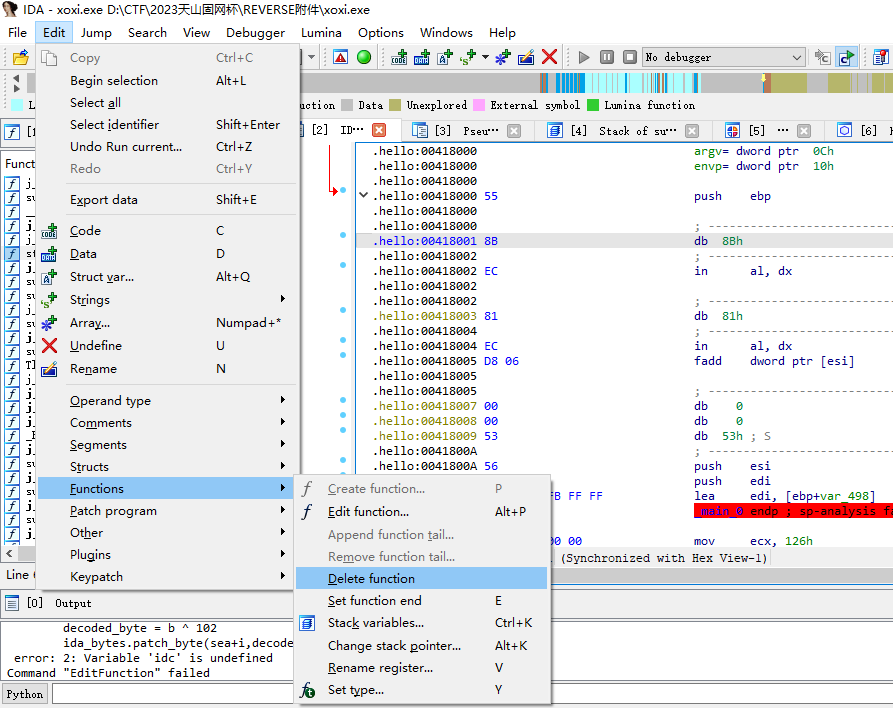 IDA - xoxi.exe D:\CTF\2023天山固网杯\REVERSE附件\xoxi.exe
File Edit Jump Search View Debugger Lumina Options Windows Help
No debugger
Data Unexplored External symbol Lumina function
[2] ID… [3] Pseu… [4] Stack of su… [5] … [6]
Funct
Copy Ctrl+C
Begin selection Alt+L
Select all
Select identifier Shift+Enter
Undo Run current... Ctrl+Z
Redo Ctrl+Y
Export data Shift+E
Code C
Data D
Struct var... Alt+Q
Strings
Array... Numpad+*
Undefine U
Rename N
Operand type
Comments
Segments
Structs
Functions
Patch program
Other
Plugins
Keypatch
Create function... P
Edit function... Alt+P
Append function tail...
Remove function tail...
Delete function
Set function end E
Stack variables... Ctrl+K
Change stack pointer... Alt+K
Rename register... V
Set type... Y
.hello:00418000 argv= dword ptr 0Ch
.hello:00418000 envp= dword ptr 10h
.hello:00418000
.hello:00418000 55 push ebp
.hello:00418000
.hello:00418000 ; ----------------------
.hello:00418001 8B db 8Bh
.hello:00418002 ; ----------------------
.hello:00418002 EC in al, dx
.hello:00418002
.hello:00418002 ; ----------------------
.hello:00418003 81 db 81h
.hello:00418004 ; ----------------------
.hello:00418004 EC in al, dx
.hello:00418005 D8 06 fadd dword ptr [esi]
.hello:00418005
.hello:00418005 ; ----------------------
.hello:00418007 00 db 0
.hello:00418008 00 db 0
.hello:00418009 53 db 53h ; S
.hello:0041800A ; ----------------------
.hello:0041800A 56 push esi
push edi
FB FF FF lea edi, [ebp+var_498]
_main_0 endp ; sp-analysis fa
00 00 mov ecx, 126h
(Synchronized with Hex View-1)
Line
[0] Output
decoded_byte = b ^ 102
ida_bytes.patch_byte(sea+i,decode
error: 2: Variable 'idc' is undefined
Command "EditFunction" failed
Python